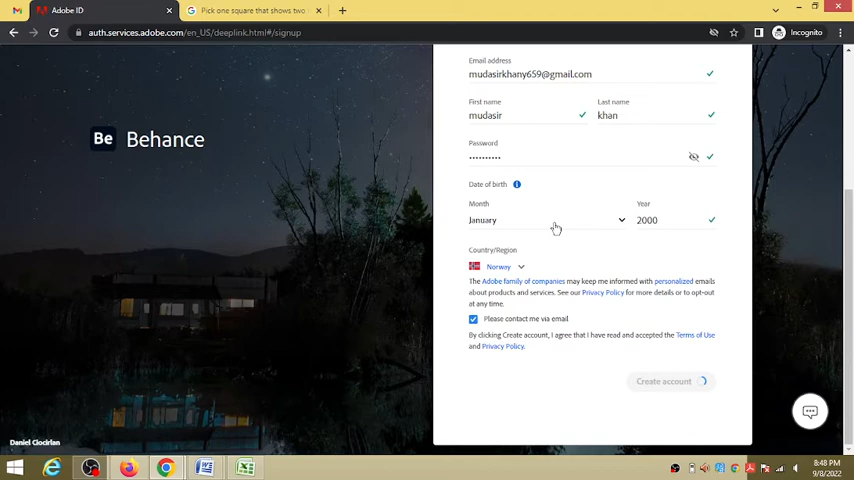 Adobe ID
Pick one square that shows two
auth.services.adobe.com/en_US/deeplink.html#/signup
Incognito
Be Behance
Email address
mudasirkhany659@gmail.com
First name
Last name
mudasir
khan
Password
Date of birth
Month
Year
January
2000
Country/Region
Norway
The Adobe family of companies may keep me informed with personalized emails
about products and services. See our Privacy Policy for more details or to opt-out
at any time.
Please contact me via email
By clicking Create account, I agree that I have read and accepted the Terms of Use
and Privacy Policy.
Create account
Daniel Ciocirlan
8:48 PM
9/8/2022